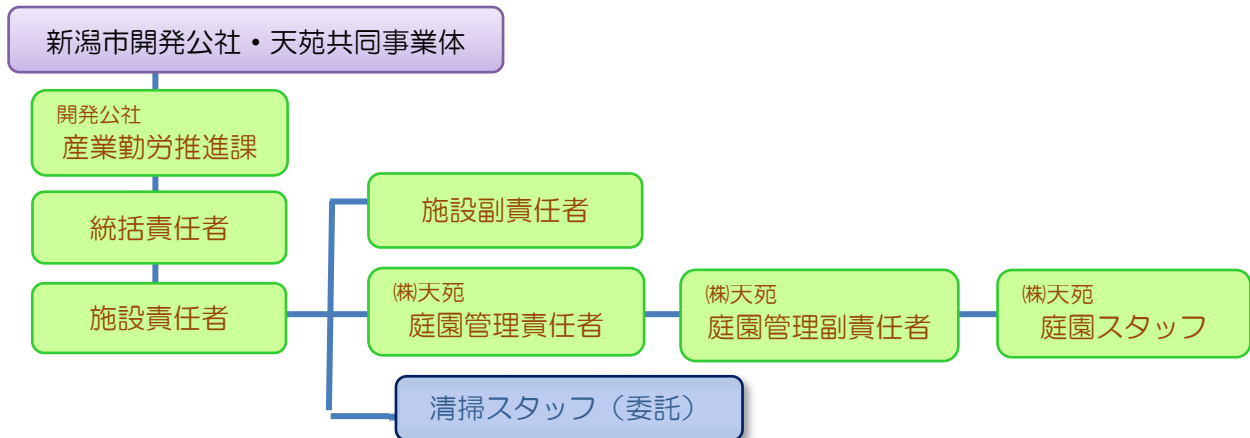 新潟市開発公社・天苑共同事業体
開発公社
産業勤労推進課
統括責任者
施設責任者
施設副責任者
㈱天苑
庭園管理責任者
㈱天苑
庭園管理副責任者
㈱天苑
庭園スタッフ
清掃スタッフ（委託）